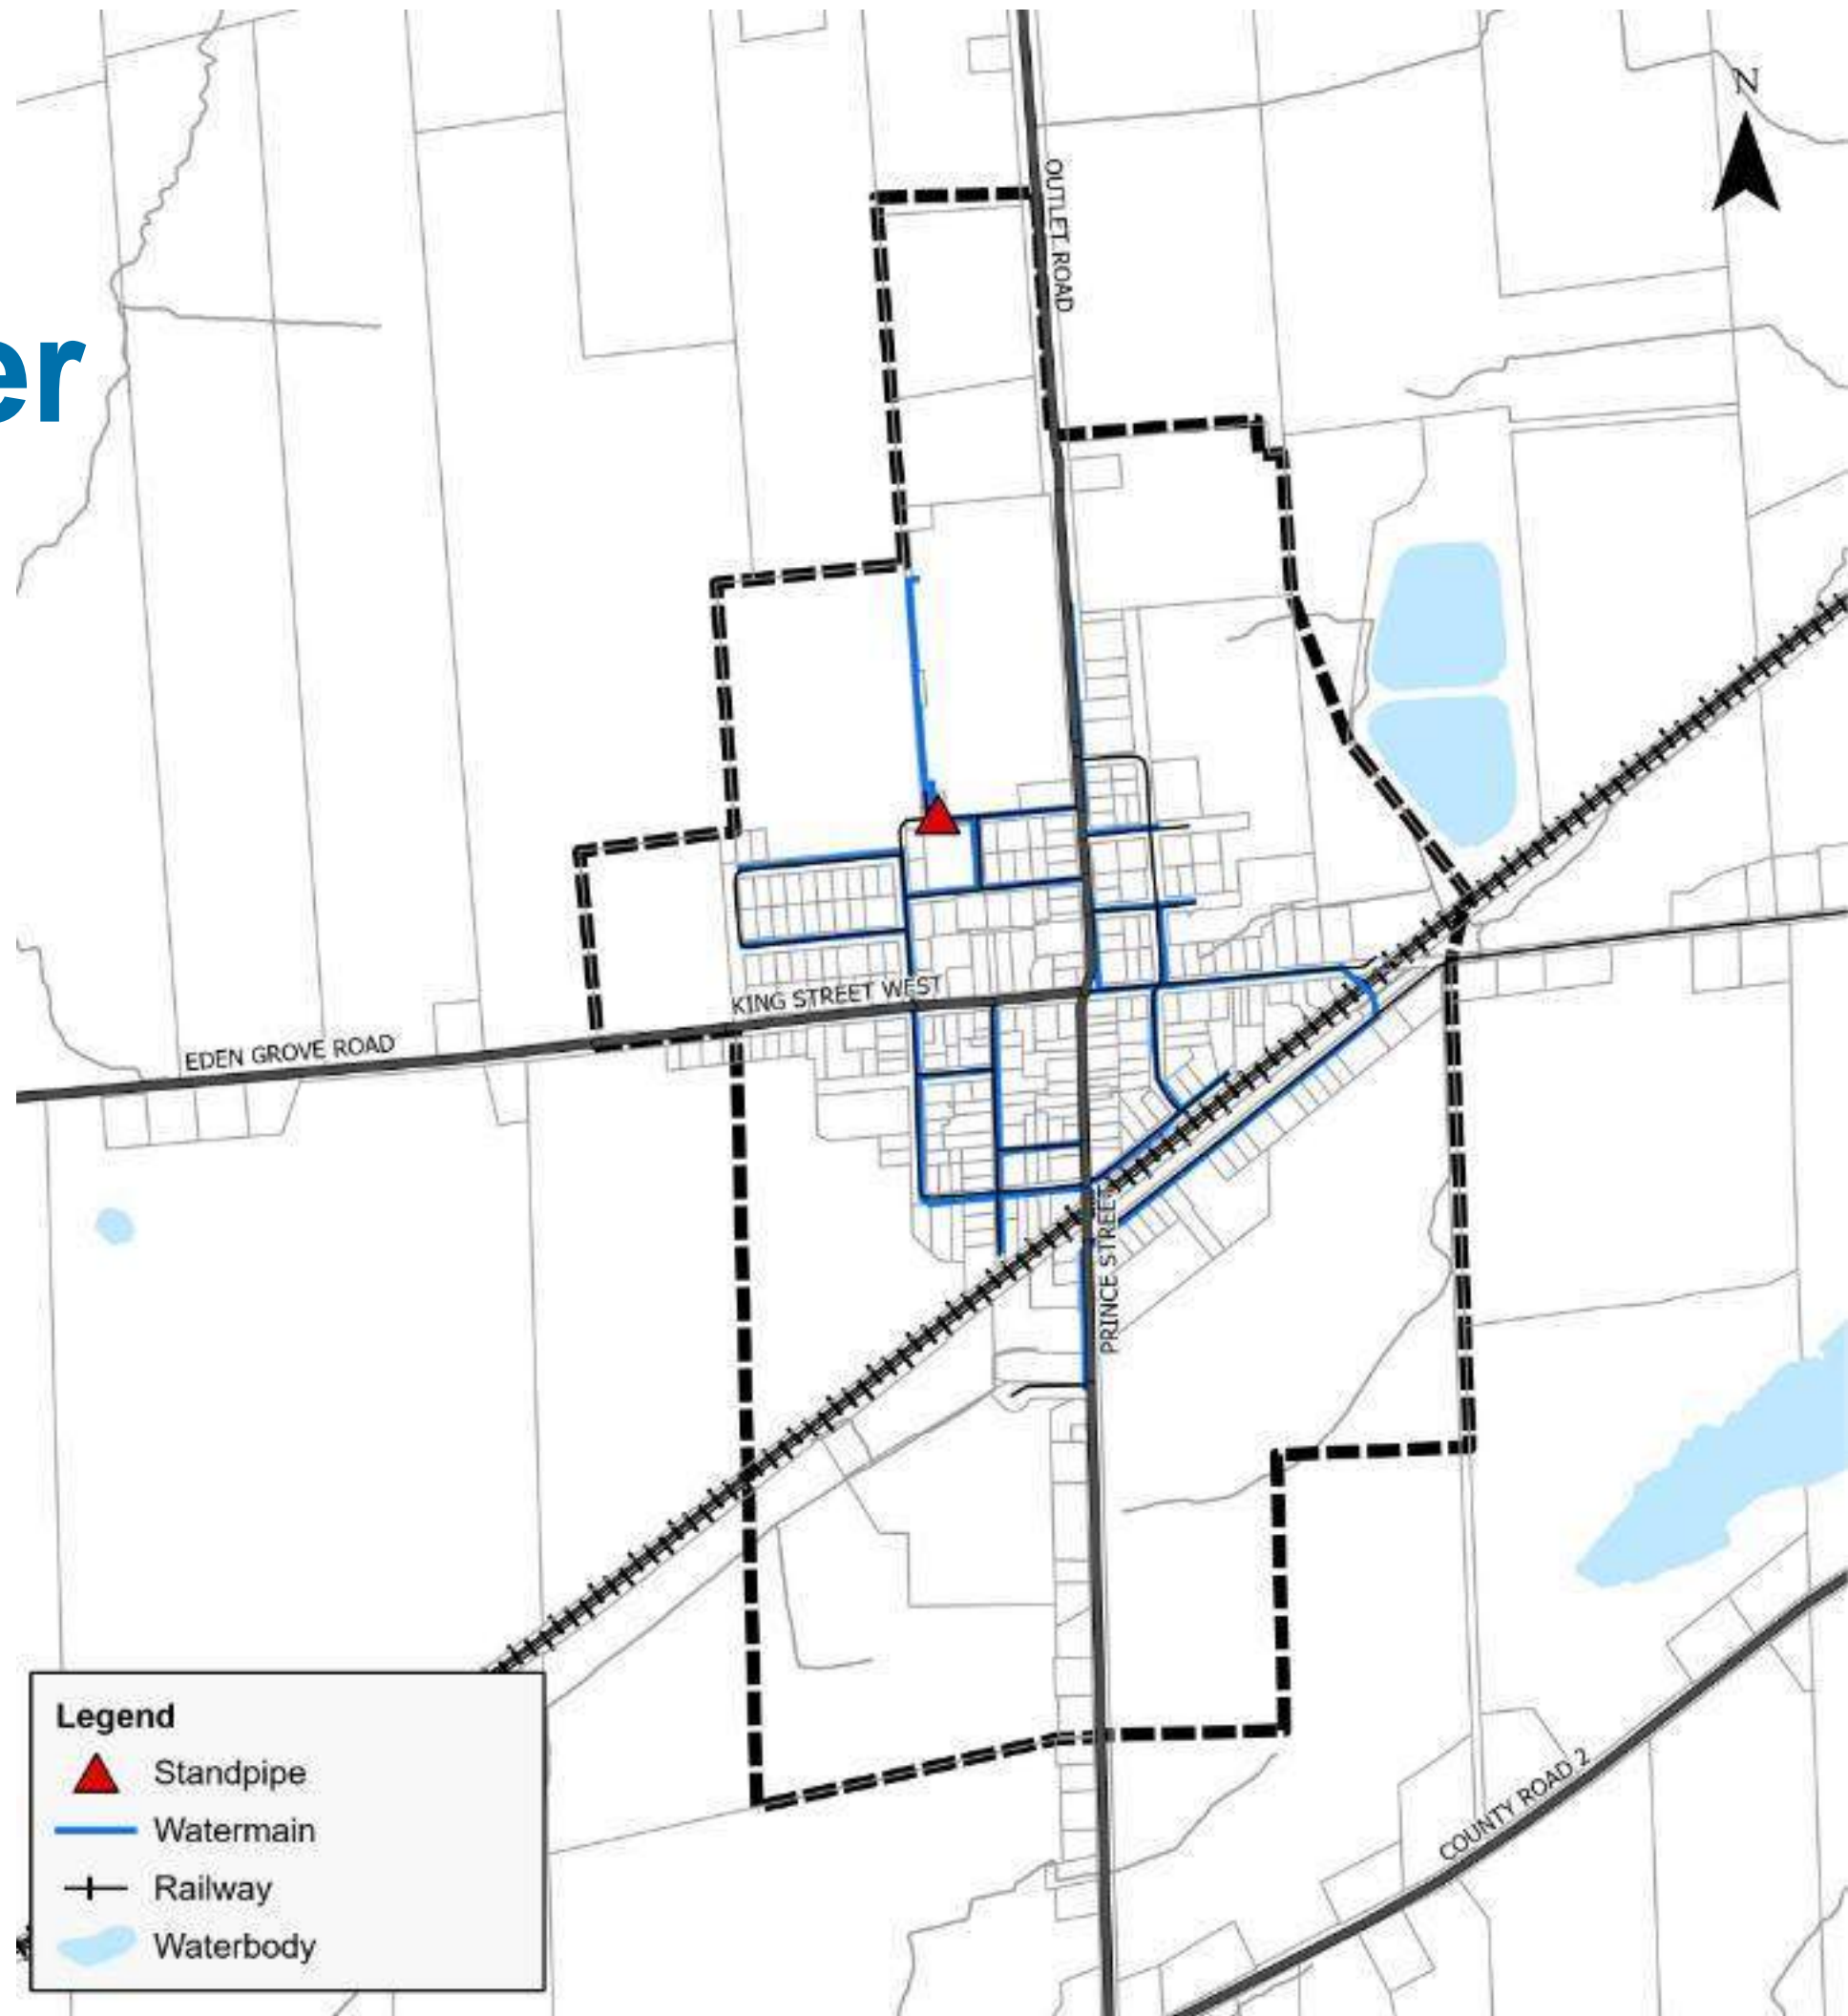 N
OUTLET ROAD
er
KING STREET WEST
EDEN GROVE ROAD
PRINCE STREET
COUNTY ROAD 2
Legend
Standpipe
Watermain
Railway
Waterbody